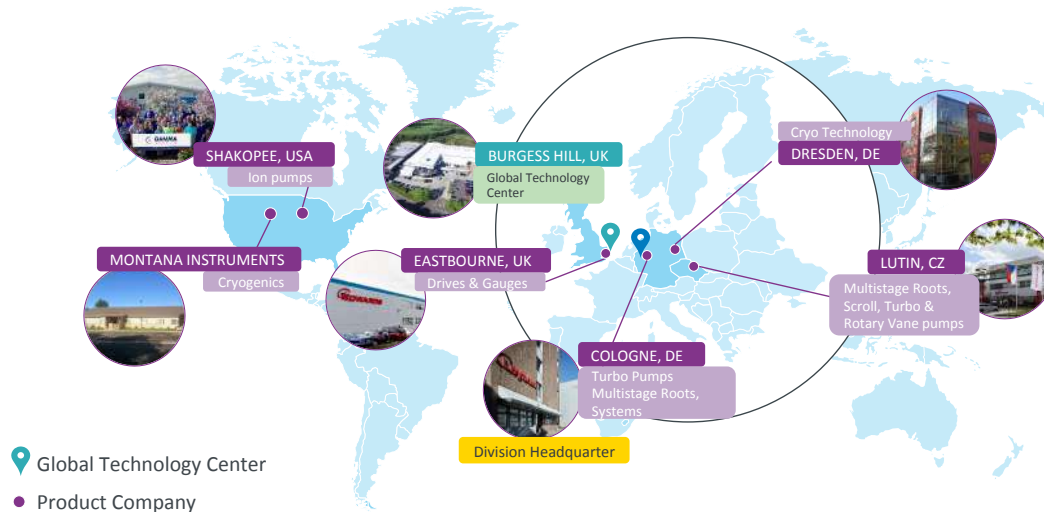 GAMMA
SHAKOPEE, USA
Ion pumps
BURGESS HILL, UK
Global Technology
Center
Cryo Technology
DRESDEN, DE
MONTANA INSTRUMENTS
Cryogenics
EASTBOURNE, UK
Drives & Gauges
LUTIN, CZ
Multistage Roots,
Scroll, Turbo &
Rotary Vane pumps
COLOGNE, DE
Turbo Pumps
Multistage Roots,
Systems
Division Headquarter
Global Technology Center
Product Company